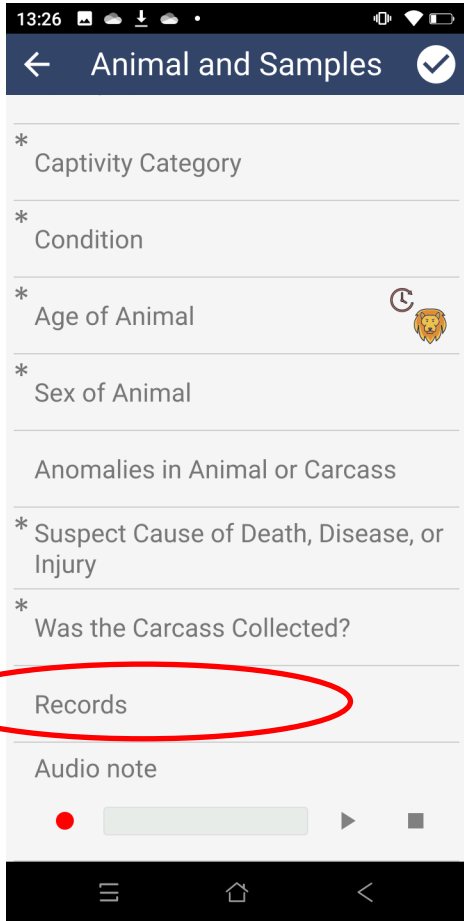 13:26
Animal and Samples
*
Captivity Category
*
Condition
*
Age of Animal
*
Sex of Animal
Anomalies in Animal or Carcass
* Suspect Cause of Death, Disease, or
Injury
*
Was the Carcass Collected?
Records
Audio note